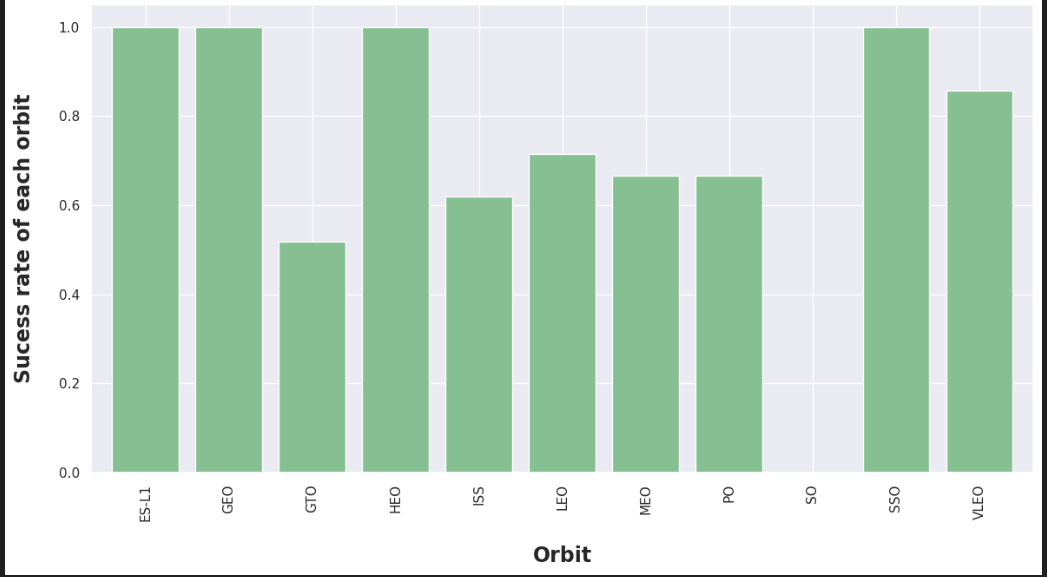 Sucess rate of each orbit
1.0
0.8
0.6
0.4
0.2
0.0
ES-L1
GEO
GTO
HEO
ISS
LEO
MEO
PO
SO
SSO
VLEO
Orbit